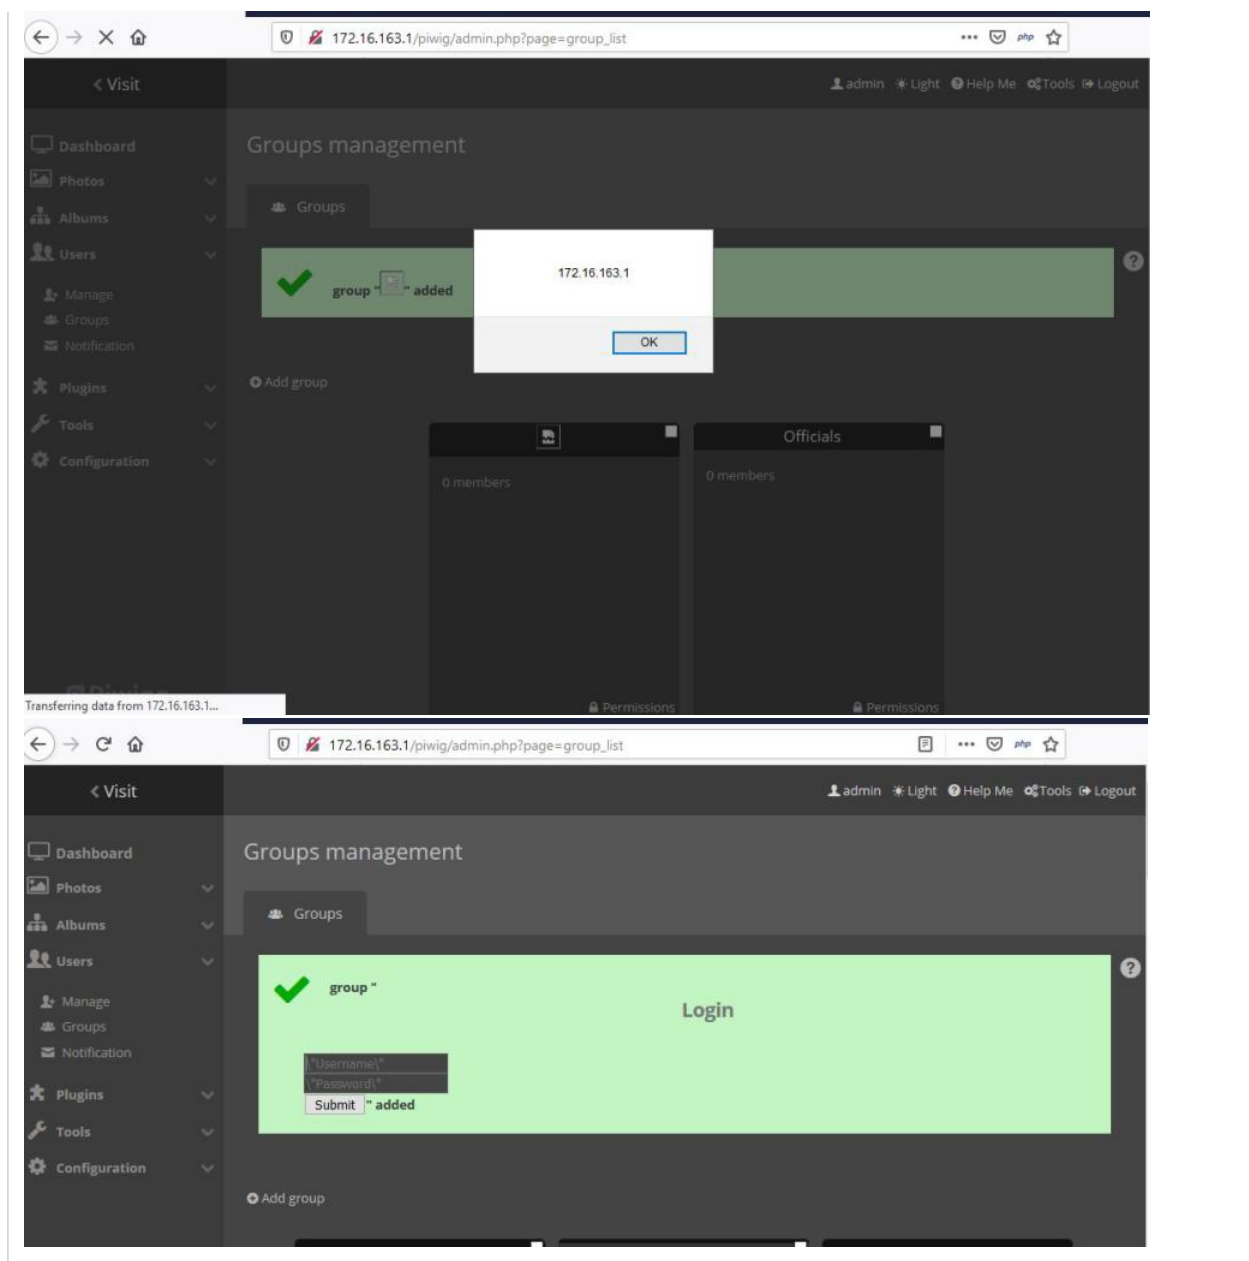 172.16.163.1/piwig/admin.php?page=group_list
php
Visit
admin Light Help Me Tools Logout
Dashboard
Groups management
Photos
Albums
Groups
Users
172.16.163.1
group "" added
Manage
Groups
Notification
OK
Plugins
Add group
Tools
Officials
Configuration
0 members
0 members
Transferring data from 172.16.163.1...
Permissions
Permissions
172.16.163.1/piwig/admin.php?page=group_list
php
Visit
admin Light Help Me Tools Logout
Dashboard
Groups management
Photos
Albums
Groups
Users
group "
Login
Manage
Groups
Notification
\"Username\"
\"Password\"
Submit " added
Plugins
Tools
Configuration
Add group